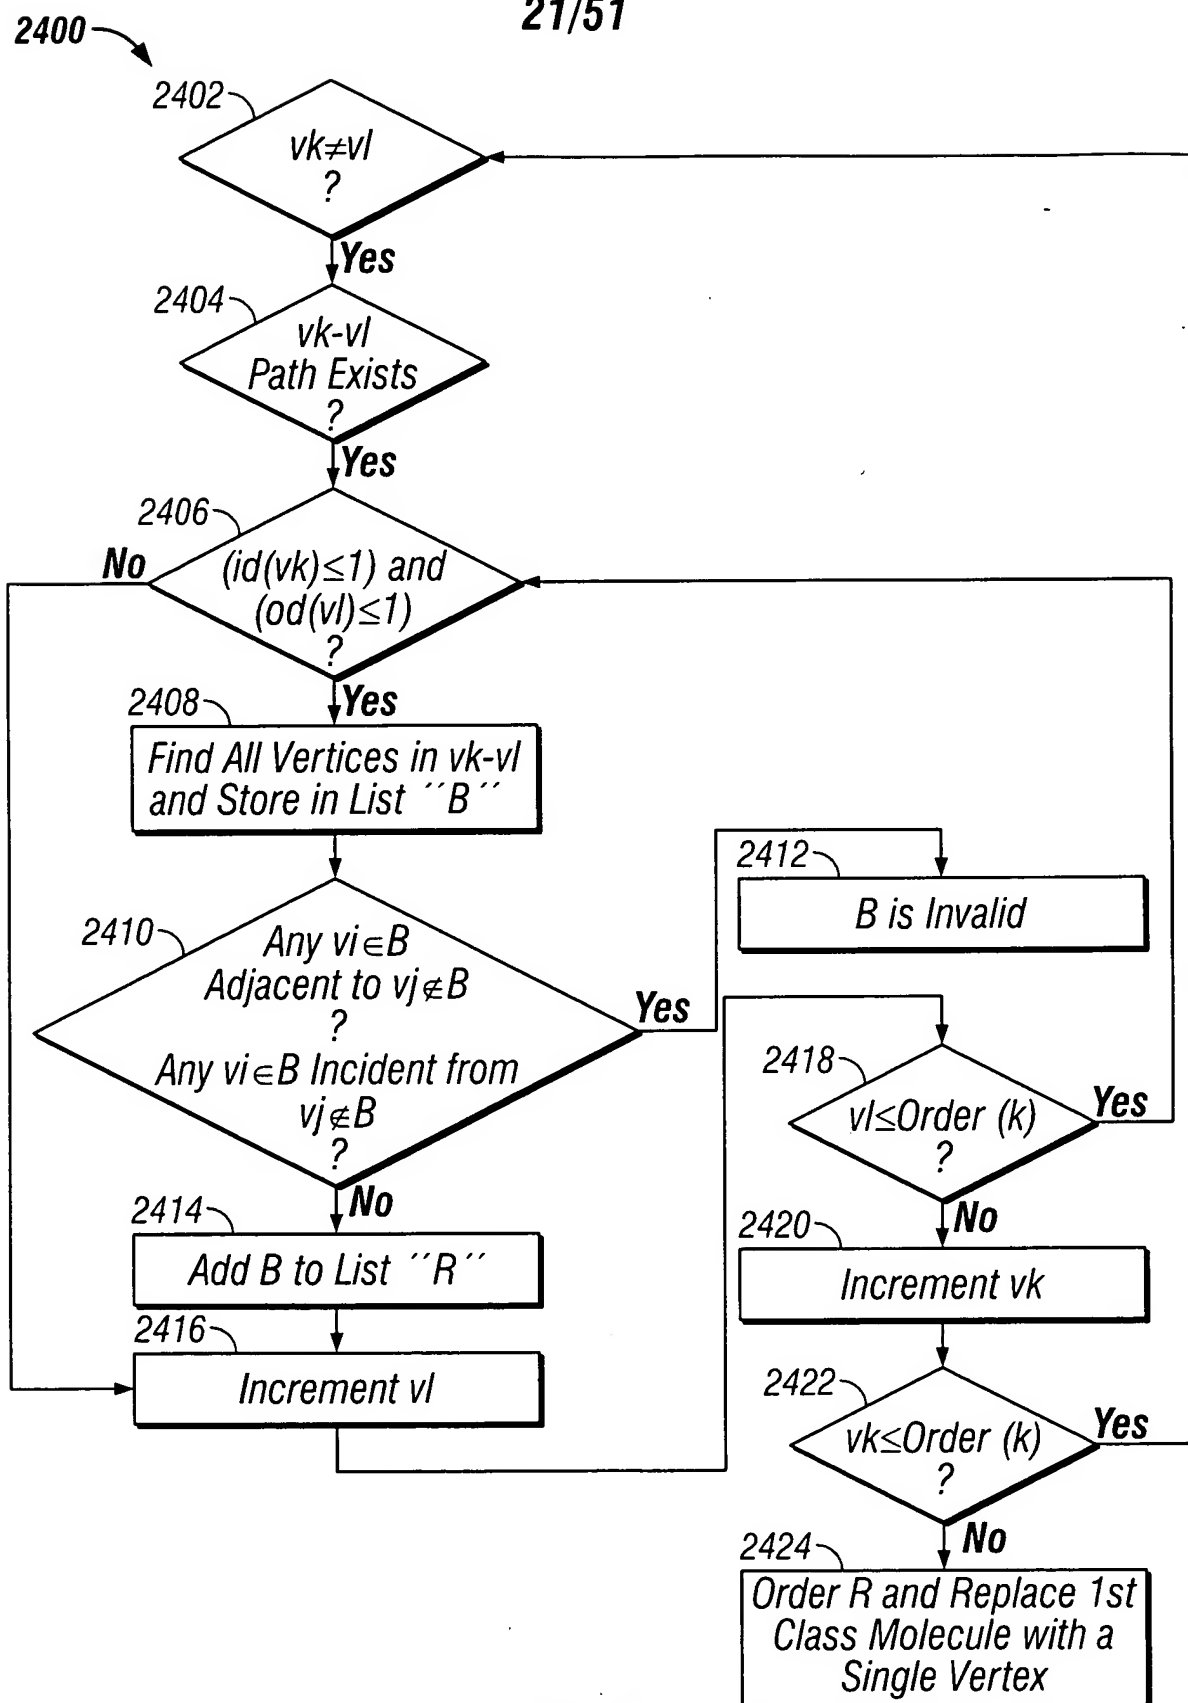 21/51
2400
2402
vk≠vl
?
Yes
2404
vk-vl
Path Exists
?
Yes
2406
No
(id(vk)≤1) and
(od(vl)≤1)
?
Yes
2408
Find All Vertices in vk-vl
and Store in List ´´B´´
2410
Any vi∈B
Adjacent to vj∉B
?
Any vi∈B Incident from
vj∉B
?
Yes
2412
B is Invalid
No
2414
Add B to List ´´R´´
2416
Increment vl
2418
vl≤Order (k)
?
Yes
No
2420
Increment vk
2422
vk≤Order (k)
?
Yes
No
2424
Order R and Replace 1st
Class Molecule with a
Single Vertex